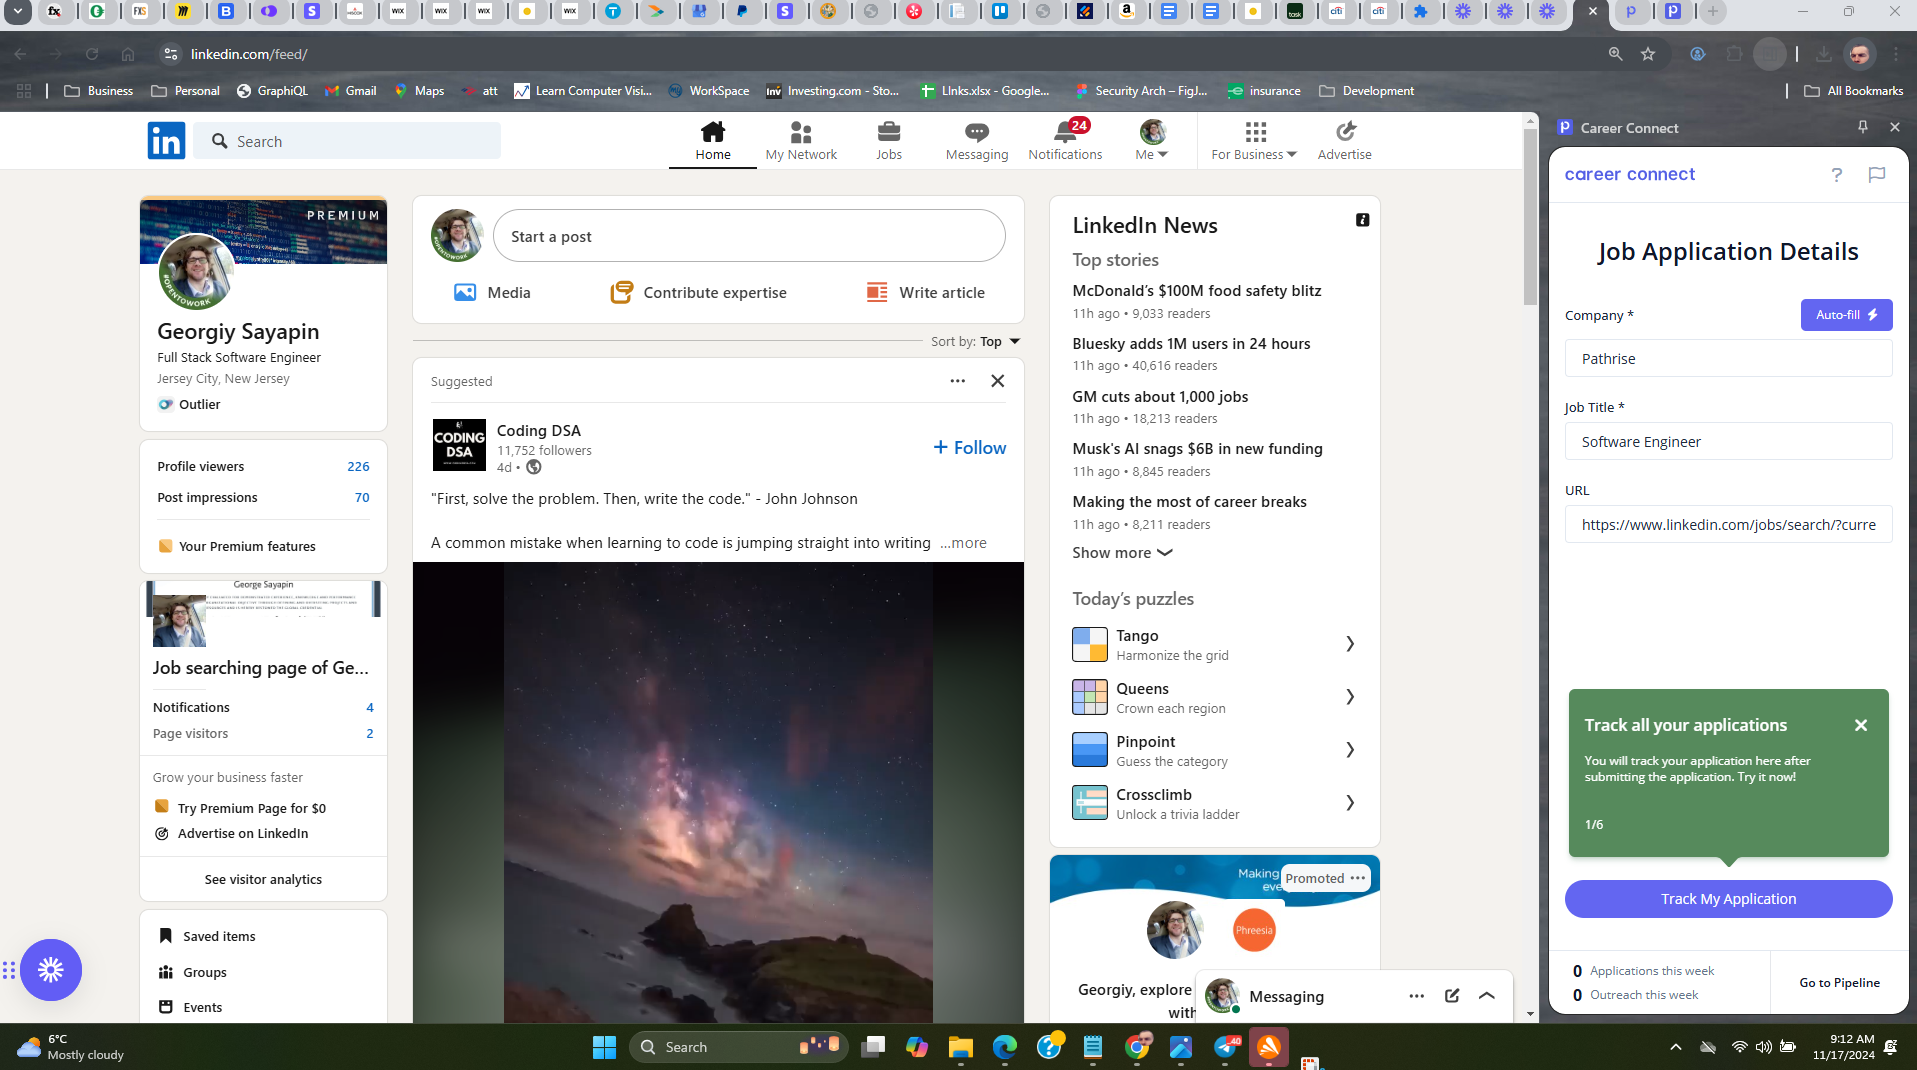 linkedin.com/feed/
Business
Personal
GraphiQL
Gmail
Maps
att
Learn Computer Visi...
WorkSpace
Investing.com - Sto...
LInks.xlsx - Google...
Security Arch – FigJ...
insurance
Development
All Bookmarks
Search
Home
My Network
Jobs
Messaging
24
Notifications
Me
For Business
Advertise
PREMIUM
#OPENTOWORK
Georgiy Sayapin
Full Stack Software Engineer
Jersey City, New Jersey
Outlier
Profile viewers 226
Post impressions 70
Your Premium features
George Sayapin
Job searching page of Ge...
Notifications 4
Page visitors 2
Grow your business faster
Try Premium Page for $0
Advertise on LinkedIn
See visitor analytics
Saved items
Groups
Events
Start a post
Media
Contribute expertise
Write article
Sort by: Top
Suggested
CODING
DSA
Coding DSA
11,752 followers
4d •
+ Follow
"First, solve the problem. Then, write the code." - John Johnson
A common mistake when learning to code is jumping straight into writing ...more
LinkedIn News
Top stories
McDonald’s $100M food safety blitz
11h ago • 9,033 readers
Bluesky adds 1M users in 24 hours
11h ago • 40,616 readers
GM cuts about 1,000 jobs
11h ago • 18,213 readers
Musk's AI snags $6B in new funding
11h ago • 8,845 readers
Making the most of career breaks
11h ago • 8,211 readers
Show more
Today’s puzzles
Tango
Harmonize the grid
Queens
Crown each region
Pinpoint
Guess the category
Crossclimb
Unlock a trivia ladder
Making
eve
Promoted
Phreesia
Georgiy, explore
with
Messaging
Career Connect
career connect
Job Application Details
Company *
Auto-fill
Pathrise
Job Title *
Software Engineer
URL
https://www.linkedin.com/jobs/search/?curre
Track all your applications
You will track your application here after
submitting the application. Try it now!
1/6
Track My Application
0 Applications this week
0 Outreach this week
Go to Pipeline
6°C
Mostly cloudy
Search
40
9:12 AM
11/17/2024